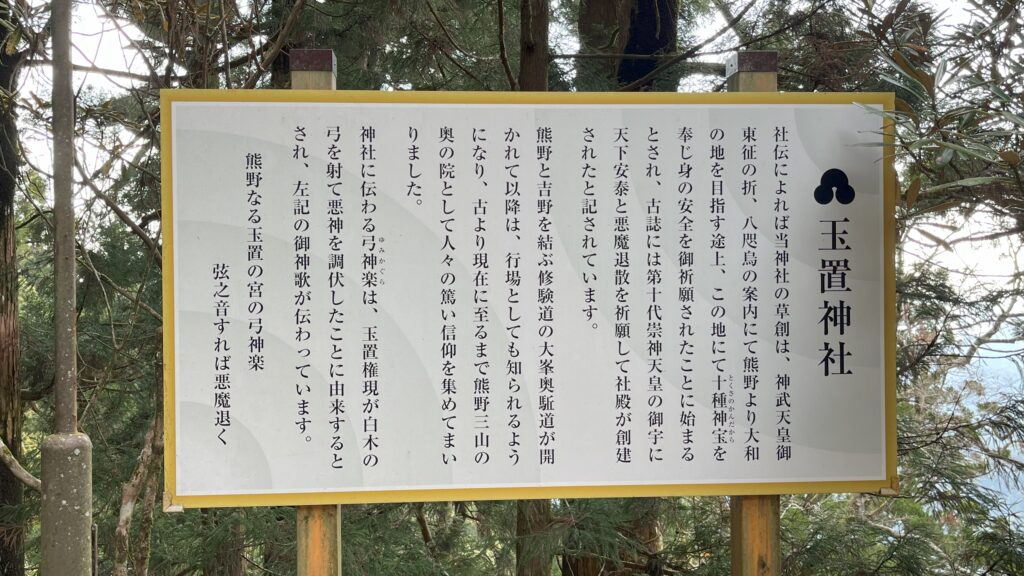 玉置神社
社伝によれば当神社の草創は、神武天皇御
東征の折、八咫烏の案内にて熊野より大和
の地を目指す途上、この地にて十種神宝を
とくさのかんだから
奉じ身の安全を御祈願されたことに始まる
とされ、古誌には第十代崇神天皇の御宇に
天下安泰と悪魔退散を祈願して社殿が創建
されたと記されています。
熊野と吉野を結ぶ修験道の大峯奥駈道が開
かれて以降は、行場としても知られるよう
になり、古より現在に至るまで熊野三山の
奥の院として人々の篤い信仰を集めてまい
りました。
神社に伝わる弓神楽は、玉置権現が白木の
ゆみかぐら
弓を射て悪神を調伏したことに由来すると
され、左記の御神歌が伝わっています。
熊野なる玉置の宮の弓神楽
弦之音すれば悪魔退く